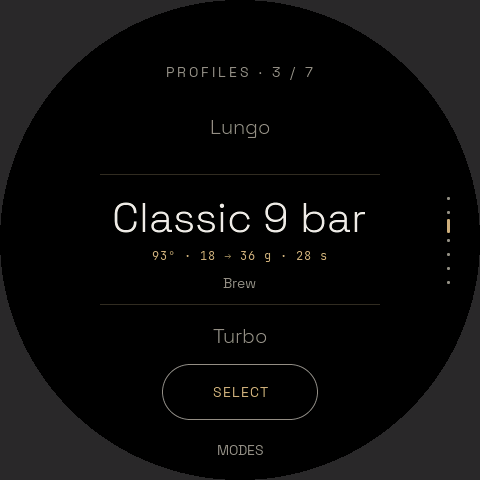 PROFILES · 3 / 7
Lungo
Classic 9 bar
93° · 18 → 36 g · 28 s
Brew
Turbo
SELECT
MODES